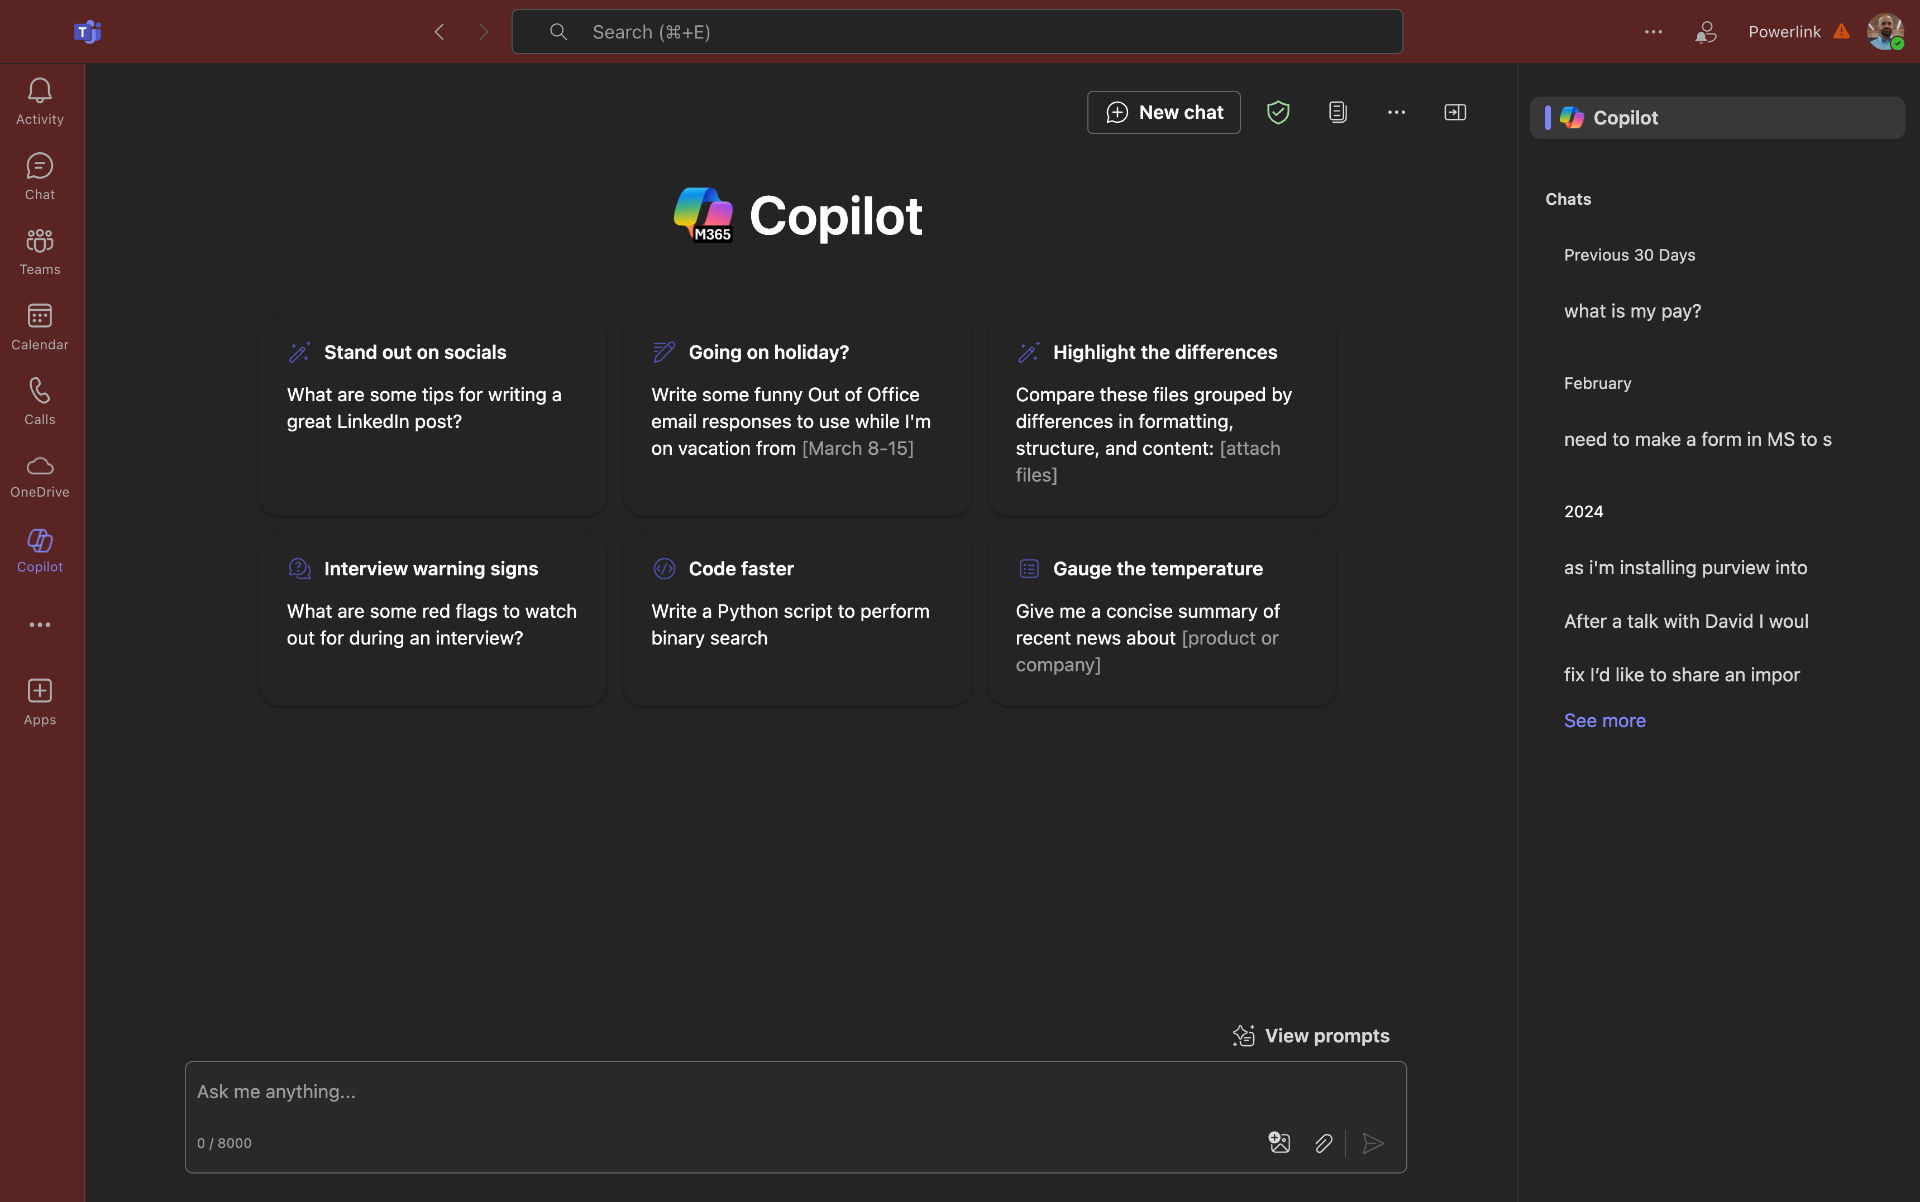 Search (⌘+E)
Powerlink
Activity
Chat
Teams
Calendar
Calls
OneDrive
Copilot
Apps
New chat
M365
Copilot
Stand out on socials
What are some tips for writing a
great LinkedIn post?
Going on holiday?
Write some funny Out of Office
email responses to use while I'm
on vacation from [March 8-15]
Highlight the differences
Compare these files grouped by
differences in formatting,
structure, and content: [attach
files]
Interview warning signs
What are some red flags to watch
out for during an interview?
Code faster
Write a Python script to perform
binary search
Gauge the temperature
Give me a concise summary of
recent news about [product or
company]
View prompts
Ask me anything...
0 / 8000
Copilot
Chats
Previous 30 Days
what is my pay?
February
need to make a form in MS to s
2024
as i'm installing purview into
After a talk with David I woul
fix I’d like to share an impor
See more